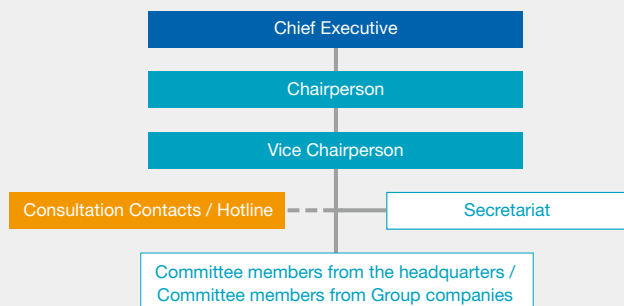 Chief Executive
Chairperson
Vice Chairperson
Consultation Contacts / Hotline
Secretariat
Committee members from the headquarters /
Committee members from Group companies